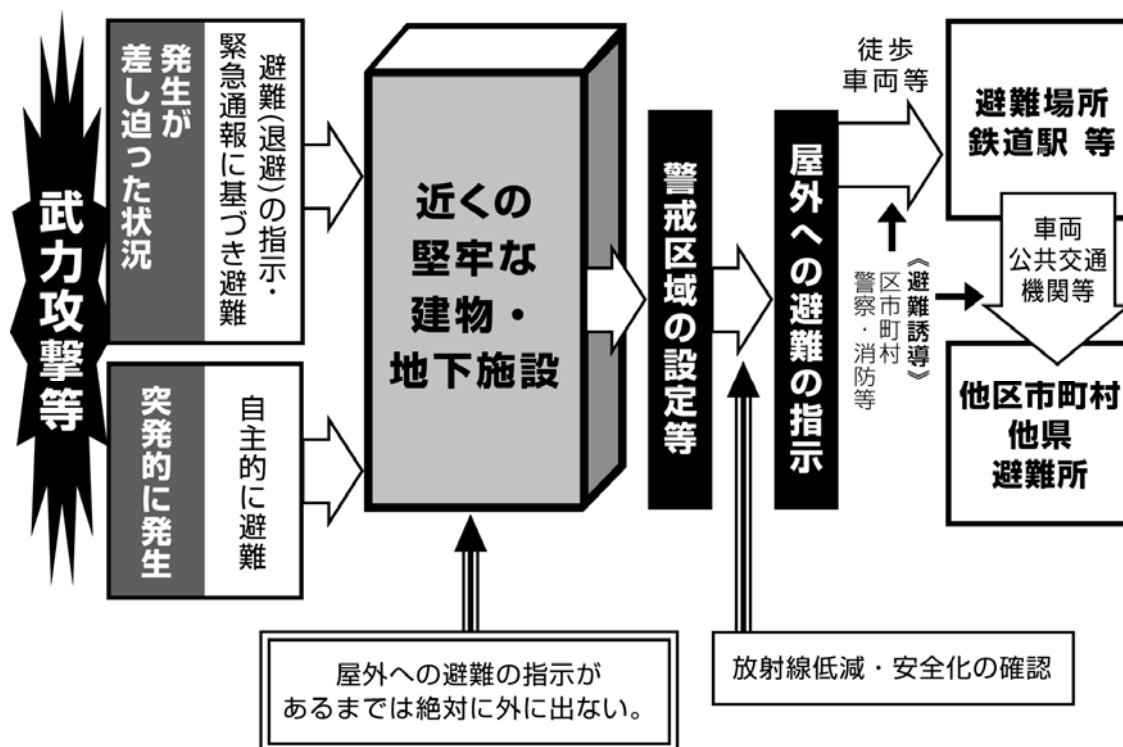 武力攻撃等
発生が
差し迫った状況
避難(退避)の指示・
緊急通報に基づき避難
突発的に発生
自主的に避難
近くの
堅牢な
建物・
地下施設
警戒区域の設定等
屋外への避難の指示
徒歩
車両等
避難場所
鉄道駅 等
《避難誘導》
区市町村
警察・消防等
車両
公共交通
機関等
他区市町村
他県
避難所
屋外への避難の指示が
あるまでは絶対に外に出ない。
放射線低減・安全化の確認